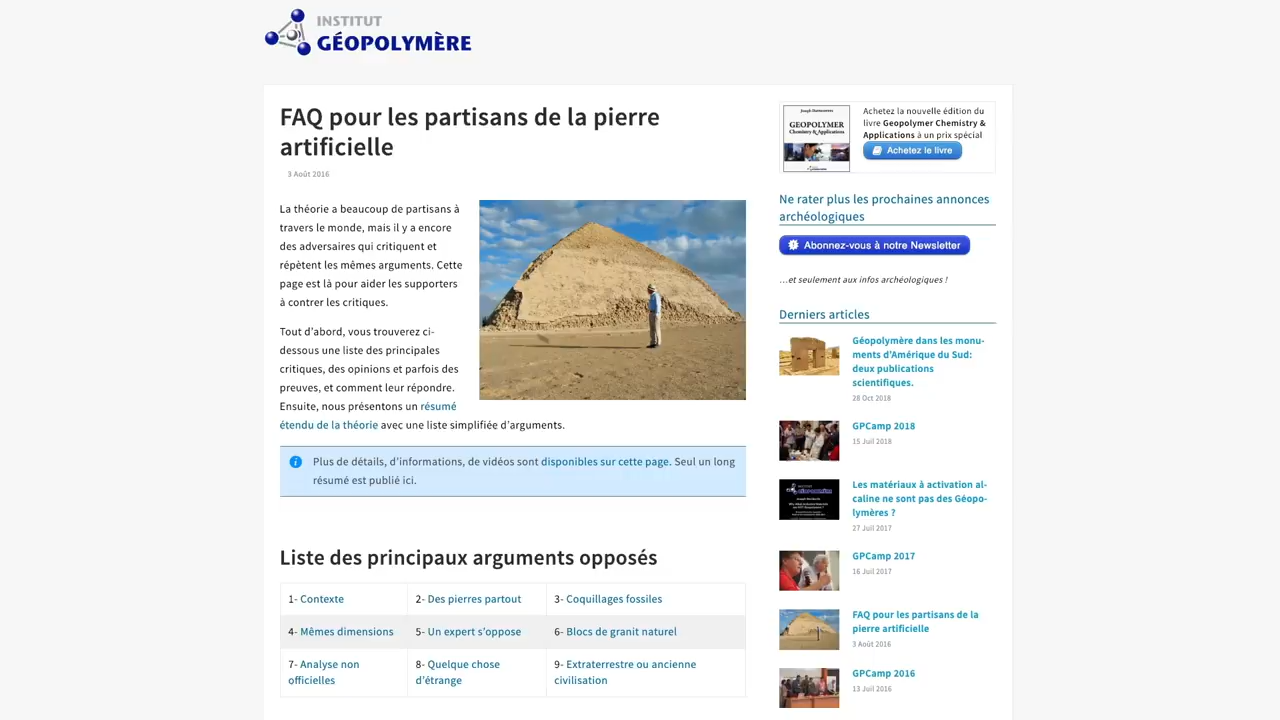 INSTITUT
GÉOPOLYMÈRE
FAQ pour les partisans de la pierre
artificielle
3 Août 2016
La théorie a beaucoup de partisans à
travers le monde, mais il y a encore
des adversaires qui critiquent et
répètent les mêmes arguments. Cette
page est là pour aider les supporters
à contrer les critiques.
Tout d’abord, vous trouverez ci-
dessous une liste des principales
critiques, des opinions et parfois des
preuves, et comment leur répondre.
Ensuite, nous présentons un résumé
étendu de la théorie avec une liste simplifiée d’arguments.
Plus de détails, d’informations, de vidéos sont disponibles sur cette page. Seul un long
résumé est publié ici.
Liste des principaux arguments opposés
1- Contexte
2- Des pierres partout
3- Coquillages fossiles
4- Mêmes dimensions
5- Un expert s’oppose
6- Blocs de granit naturel
7- Analyse non
officielles
8- Quelque chose
d’étrange
9- Extraterrestre ou ancienne
civilisation
GEOPOLYMER
Chemistry & Applications
Achetez la nouvelle édition du
livre Geopolymer Chemistry &
Applications à un prix spécial
Achetez le livre
Ne rater plus les prochaines annonces
archéologiques
Abonnez-vous à notre Newsletter
...et seulement aux infos archéologiques !
Derniers articles
Géopolymère dans les monu-
ments d’Amérique du Sud:
deux publications
scientifiques.
28 Oct 2018
GPCamp 2018
15 Juil 2018
Les matériaux à activation al-
caline ne sont pas des Géopo-
lymères ?
27 Juil 2017
GPCamp 2017
16 Juil 2017
FAQ pour les partisans de la
pierre artificielle
3 Août 2016
GPCamp 2016
13 Juil 2016